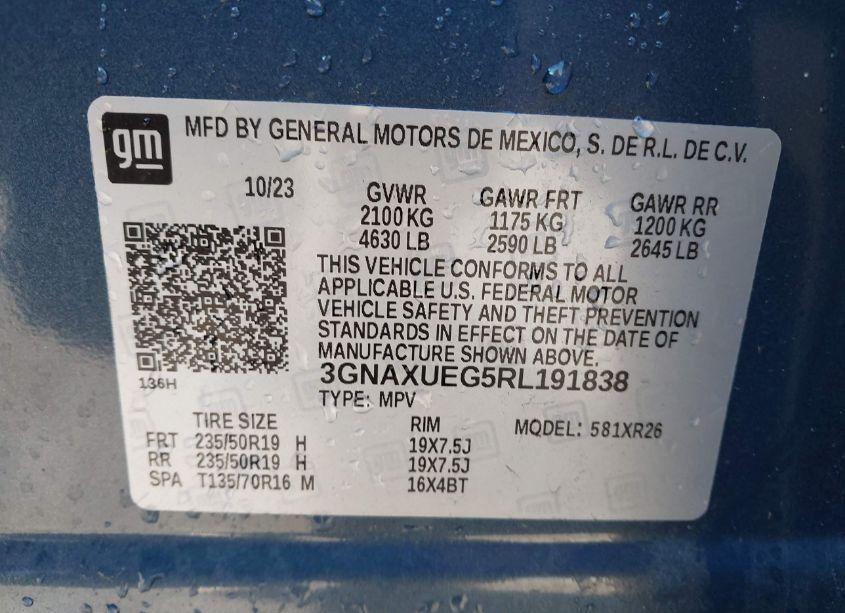 gm
MFD BY GENERAL MOTORS DE MEXICO, S. DE R.L. DE C.V.
10/23 GVWR GAWR FRT GAWR RR
2100 KG 1175 KG 1200 KG
4630 LB 2590 LB 2645 LB
THIS VEHICLE CONFORMS TO ALL
APPLICABLE U.S. FEDERAL MOTOR
VEHICLE SAFETY AND THEFT PREVENTION
STANDARDS IN EFFECT ON THE DATE OF
MANUFACTURE SHOWN ABOVE.
136H
3GNAXUEG5RL191838
TYPE: MPV
TIRE SIZE RIM MODEL: 581XR26
FRT 235/50R19 H 19X7.5J
RR 235/50R19 H 19X7.5J
SPA T135/70R16 M 16X4BT